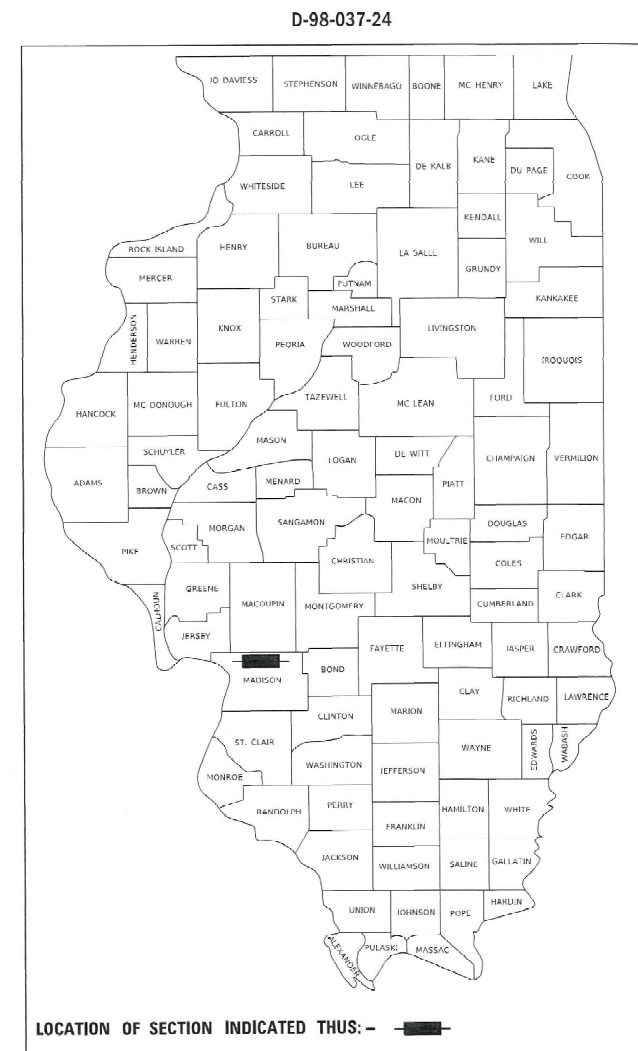 D-98-037-24
JO DAVIESS STEPHENSON WINNEBAGO BOONE MC HENRY LAKE
CARROLL OGLE
DE KALB KANE DU PAGE COOK
WHITESIDE LEE
KENDALL
ROCK ISLAND HENRY BUREAU LA SALLE WILL
MERCER PUTNAM GRUNDY
STARK MARSHALL KANKAKEE
HENDERSON WARREN KNOX PEORIA WOODFORD LIVINGSTON IROQUOIS
HANCOCK MC DONOUGH FULTON TAZEWELL MC LEAN FORD
SCHUYLER MASON LOGAN DE WITT CHAMPAIGN VERMILION
ADAMS BROWN CASS MENARD MACON PIATT
PIKE SCOTT MORGAN SANGAMON MOULTRIE DOUGLAS EDGAR
CHRISTIAN COLES
CALHOUN GREENE MACOUPIN MONTGOMERY SHELBY CUMBERLAND CLARK
JERSEY FAYETTE EFFINGHAM JASPER CRAWFORD
MADISON BOND
CLAY RICHLAND LAWRENCE
CLINTON MARION
ST. CLAIR WAYNE EDWARDS WABASH
MONROE WASHINGTON JEFFERSON
RANDOLPH PERRY HAMILTON WHITE
FRANKLIN
JACKSON WILLIAMSON SALINE GALLATIN
UNION JOHNSON POPE HARDIN
ALEXANDER PULASKI MASSAC
LOCATION OF SECTION INDICATED THUS: -